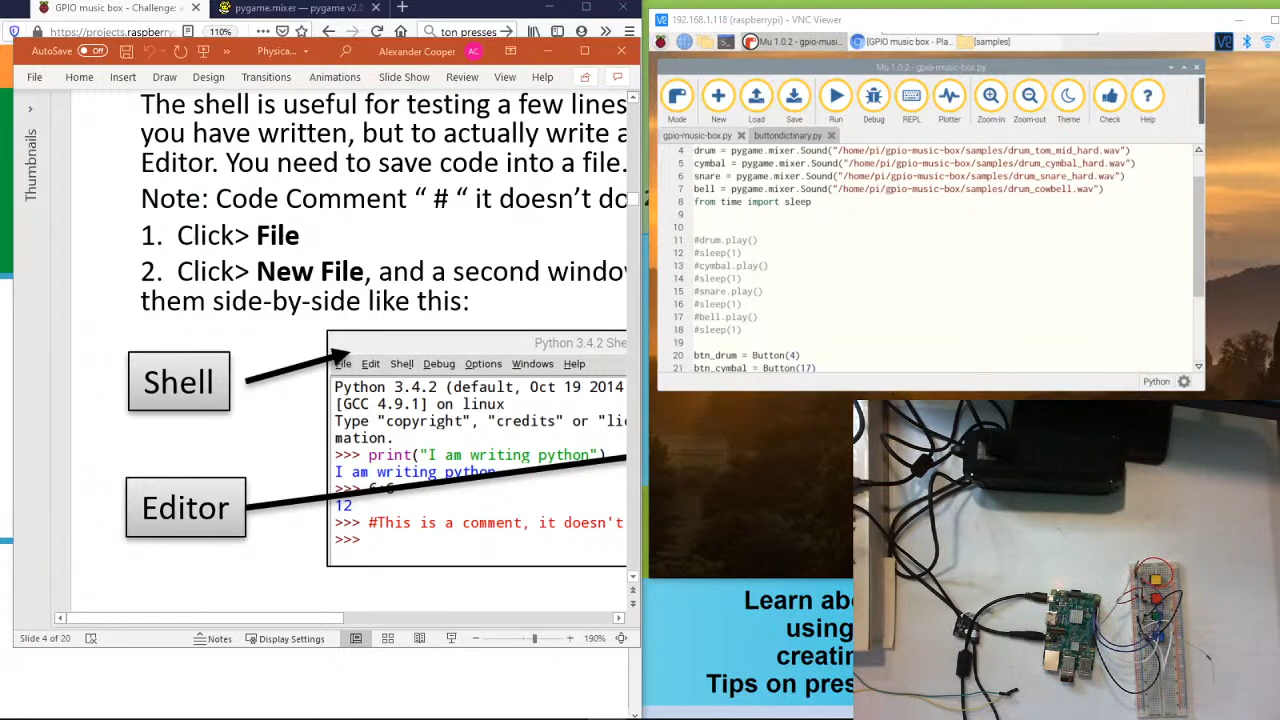 GPIO music box - Challenge: a
pygame.mixer — pygame v2.0
https://projects.raspberry
110%
ton presses
AutoSave Off
Physica...
Alexander Cooper AC
File Home Insert Draw Design Transitions Animations Slide Show Review View Help
Thumbnails
The shell is useful for testing a few lines
you have written, but to actually write a
Editor. You need to save code into a file.
Note: Code Comment “ # “ it doesn’t do
1. Click> File
2. Click> New File, and a second window
them side-by-side like this:
Shell
Editor
Python 3.4.2 She
File Edit Shell Debug Options Windows Help
Python 3.4.2 (default, Oct 19 2014
[GCC 4.9.1] on linux
Type "copyright", "credits" or "lic
mation.
>>> print("I am writing python")
I am writing python
>>> 6+6
12
>>> #This is a comment, it doesn't
>>>
Slide 4 of 20
Notes
Display Settings
190%
192.168.1.118 (raspberrypi) - VNC Viewer
Mu 1.0.2 - gpio-musi...
[GPIO music box - Pla...
[samples]
Mu 1.0.2 - gpio-music-box.py
Mode New Load Save Run Debug REPL Plotter Zoom-in Zoom-out Theme Check Help
gpio-music-box.py
buttondictinary.py
4 drum = pygame.mixer.Sound("/home/pi/gpio-music-box/samples/drum_tom_mid_hard.wav")
5 cymbal = pygame.mixer.Sound("/home/pi/gpio-music-box/samples/drum_cymbal_hard.wav")
6 snare = pygame.mixer.Sound("/home/pi/gpio-music-box/samples/drum_snare_hard.wav")
7 bell = pygame.mixer.Sound("/home/pi/gpio-music-box/samples/drum_cowbell.wav")
8 from time import sleep
9
10
11 #drum.play()
12 #sleep(1)
13 #cymbal.play()
14 #sleep(1)
15 #snare.play()
16 #sleep(1)
17 #bell.play()
18 #sleep(1)
19
20 btn_drum = Button(4)
21 btn_cymbal = Button(17)
Python
Learn abo
using
creatin
Tips on pres